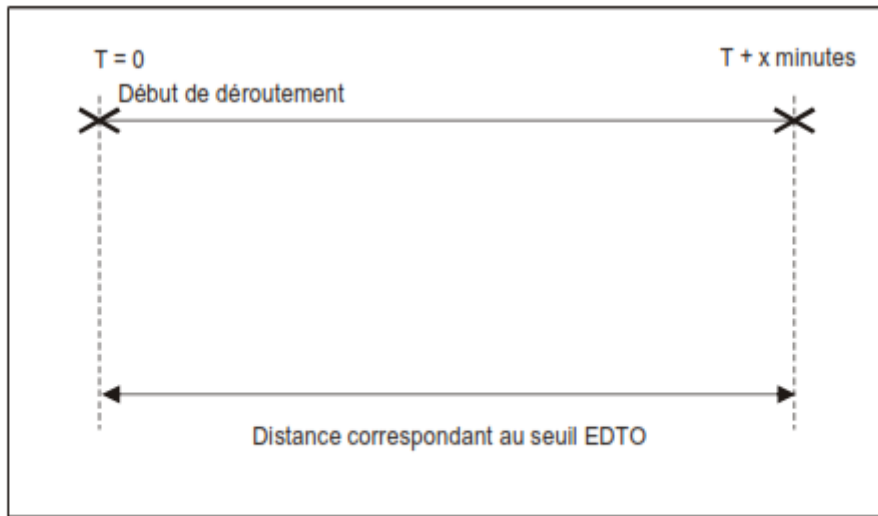 T = 0
T + x minutes
Début de déroutement
Distance correspondant au seuil EDTO